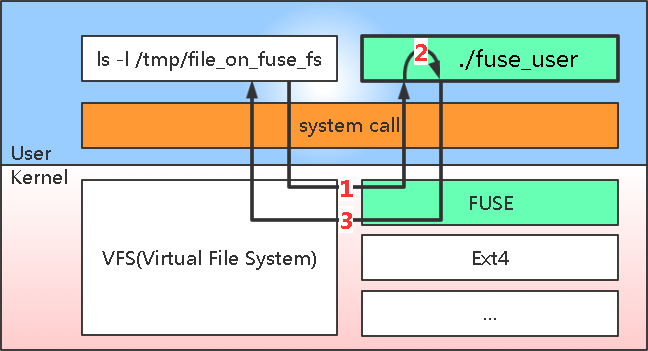 ls -l /tmp/file_on_fuse_fs
2
./fuse_user
system call
User
Kernel
1
FUSE
3
VFS(Virtual File System)
Ext4
...